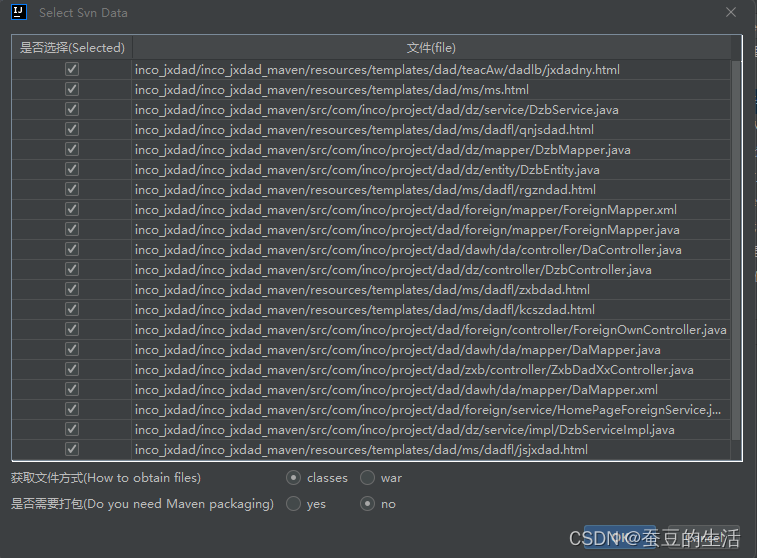 IJ Select Svn Data
是否选择(Selected) 文件(file)
inco_jxdad/inco_jxdad_maven/resources/templates/dad/teacAw/dadlb/jxdadny.html
inco_jxdad/inco_jxdad_maven/resources/templates/dad/ms/ms.html
inco_jxdad/inco_jxdad_maven/src/com/inco/project/dad/dz/service/DzbService.java
inco_jxdad/inco_jxdad_maven/resources/templates/dad/ms/dadfl/qnjsdad.html
inco_jxdad/inco_jxdad_maven/src/com/inco/project/dad/dz/mapper/DzbMapper.java
inco_jxdad/inco_jxdad_maven/src/com/inco/project/dad/dz/entity/DzbEntity.java
inco_jxdad/inco_jxdad_maven/resources/templates/dad/ms/dadfl/rgzndad.html
inco_jxdad/inco_jxdad_maven/src/com/inco/project/dad/foreign/mapper/ForeignMapper.xml
inco_jxdad/inco_jxdad_maven/src/com/inco/project/dad/foreign/mapper/ForeignMapper.java
inco_jxdad/inco_jxdad_maven/src/com/inco/project/dad/dawh/da/controller/DaController.java
inco_jxdad/inco_jxdad_maven/src/com/inco/project/dad/dz/controller/DzbController.java
inco_jxdad/inco_jxdad_maven/resources/templates/dad/ms/dadfl/zxbdad.html
inco_jxdad/inco_jxdad_maven/resources/templates/dad/ms/dadfl/kcszdad.html
inco_jxdad/inco_jxdad_maven/src/com/inco/project/dad/foreign/controller/ForeignOwnController.java
inco_jxdad/inco_jxdad_maven/src/com/inco/project/dad/dawh/da/mapper/DaMapper.java
inco_jxdad/inco_jxdad_maven/src/com/inco/project/dad/zxb/controller/ZxbDadXxController.java
inco_jxdad/inco_jxdad_maven/src/com/inco/project/dad/dawh/da/mapper/DaMapper.xml
inco_jxdad/inco_jxdad_maven/src/com/inco/project/dad/foreign/service/HomePageForeignService.j...
inco_jxdad/inco_jxdad_maven/src/com/inco/project/dad/dz/service/impl/DzbServiceImpl.java
inco_jxdad/inco_jxdad_maven/resources/templates/dad/ms/dadfl/jsjxdad.html
获取文件方式(How to obtain files) classes war
是否需要打包(Do you need Maven packaging) yes no
OK Cancel
CSDN @蚕豆的生活